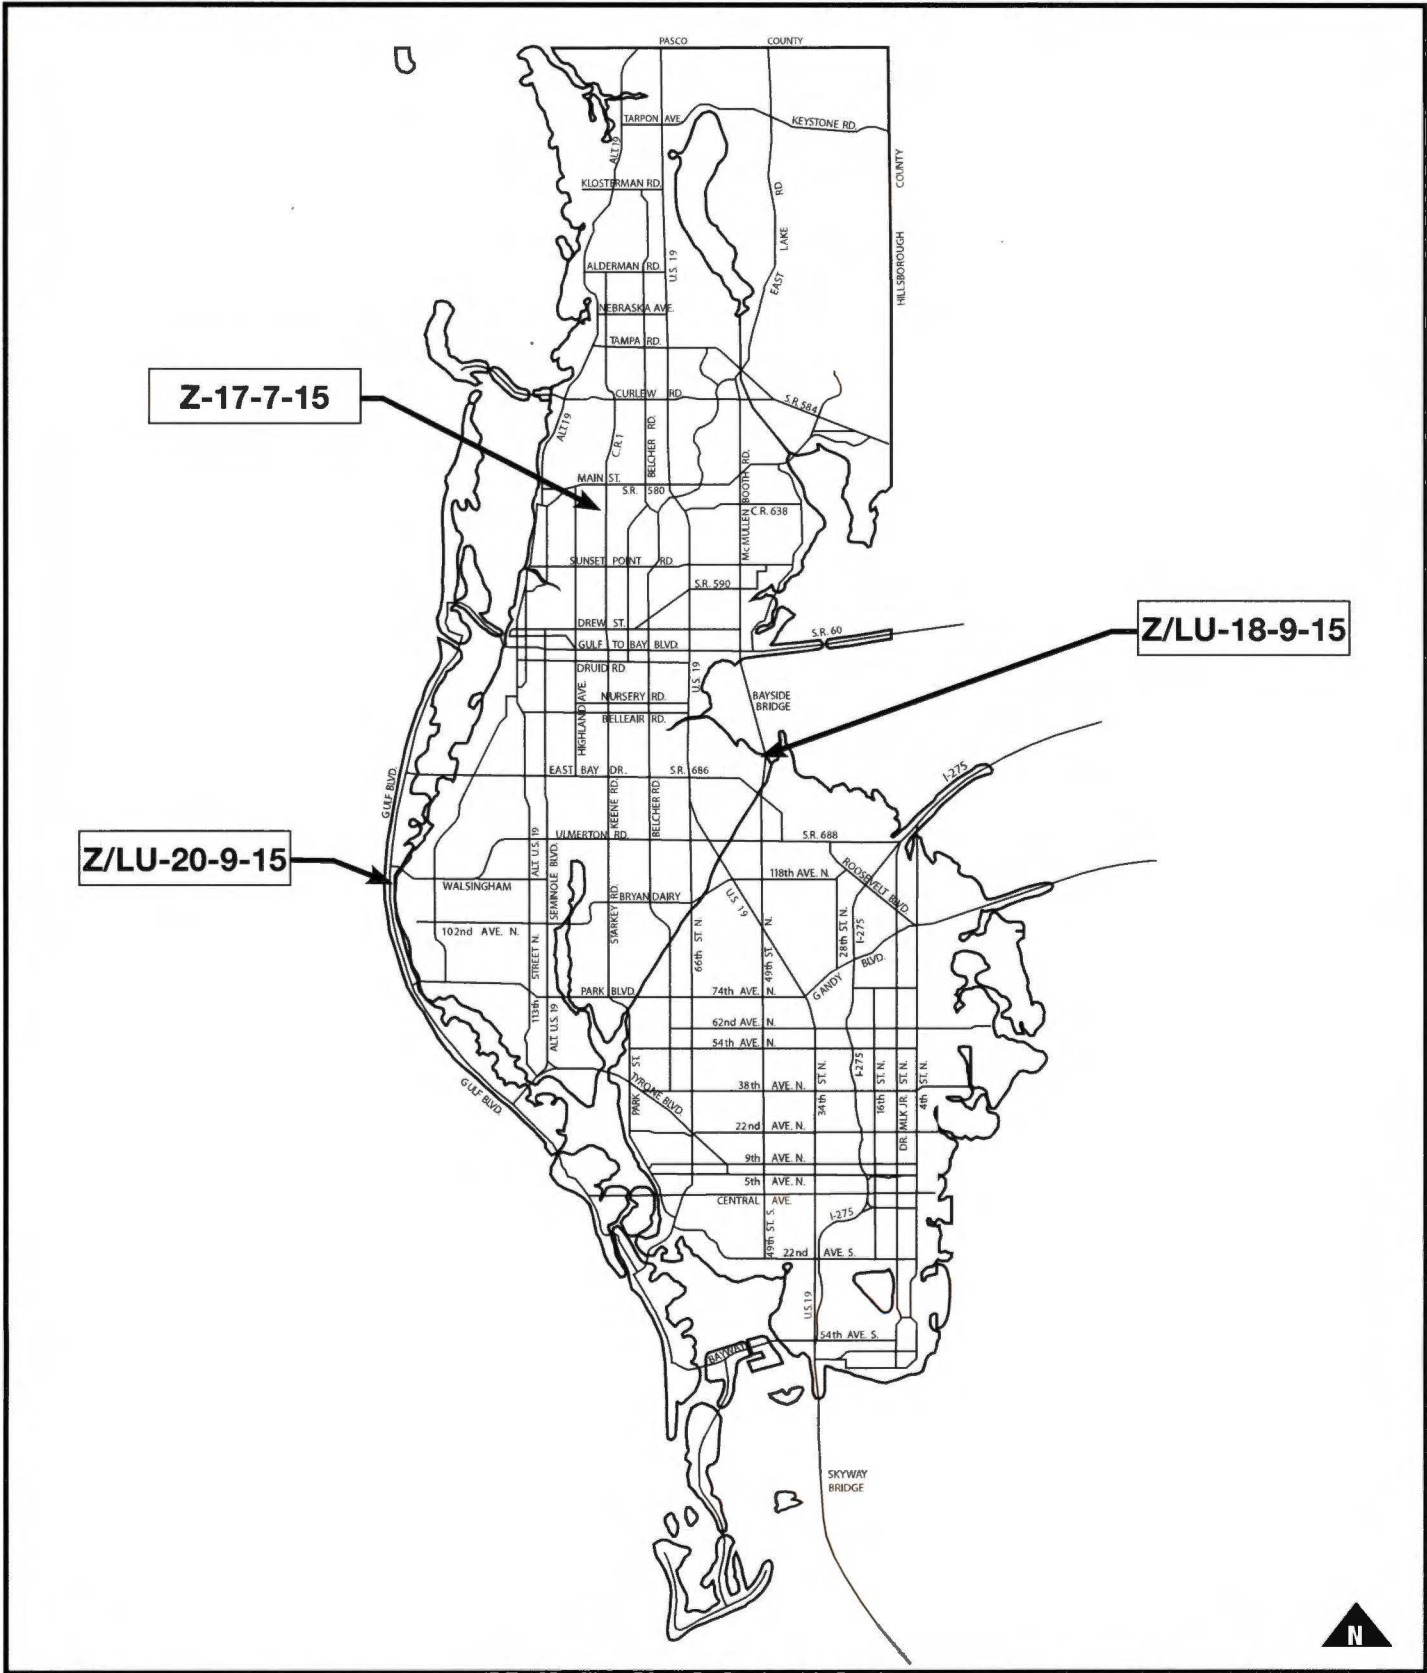 PASCO COUNTY
TARPON AVE.
KEYSTONE RD.
ALT 19
KLOSTERMAN RD.
HILLSBOROUGH COUNTY
EAST LAKE RD
ALDERMAN RD.
U.S. 19
NEBRASKA AVE.
TAMPA RD.
Z-17-7-15
CURLEW RD.
S.R. 584
ALT 19
C.R. 1
BELCHER RD.
MAIN ST.
S.R. 580
McMULLEN BOOTH RD.
C.R. 638
SUNSET POINT RD
S.R. 590
DREW ST.
S.R. 60
Z/LU-18-9-15
GULF TO BAY BLVD.
DRUID RD.
U.S. 19
NURSERY RD.
BAYSIDE
BRIDGE
HIGHLAND AVE.
BELLEAIR RD.
EAST BAY DR.
S.R. 686
I-275
GULF BLVD.
KEENE RD.
BELCHER RD.
Z/LU-20-9-15
ALT U.S. 19
ULMERTON RD.
S.R. 688
SEMINOLE BLVD.
WALSINGHAM
118th AVE. N.
ROOSEVELT BLVD.
BRYAN DAIRY
U.S. 19
STARKEY RD.
102nd AVE. N.
66th ST. N.
49th ST. N.
28th ST. N.
I-275
GANDY BLVD.
113th STREET N.
PARK BLVD.
74th AVE. N.
ALT. U.S. 19
62nd AVE. N.
54th AVE. N.
PARK ST.
TYRONE BLVD.
38th AVE. N.
34th ST. N.
I-275
16th ST. N.
DR. MLK JR. ST. N.
4th ST. N.
GULF BLVD.
22nd AVE. N.
9th AVE. N.
5th AVE. N.
CENTRAL AVE.
49th ST. S.
I-275
22nd AVE. S.
U.S. 19
54th AVE. S.
BAYWAY
SKYWAY
BRIDGE
N